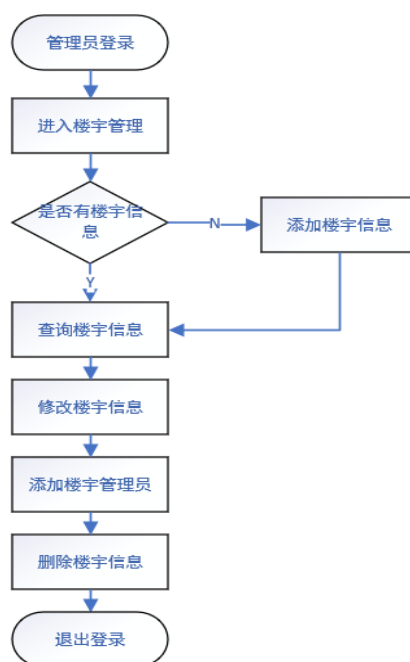 管理员登录
进入楼宇管理
是否有楼宇信
息
N
添加楼宇信息
Y
查询楼宇信息
修改楼宇信息
添加楼宇管理员
删除楼宇信息
退出登录